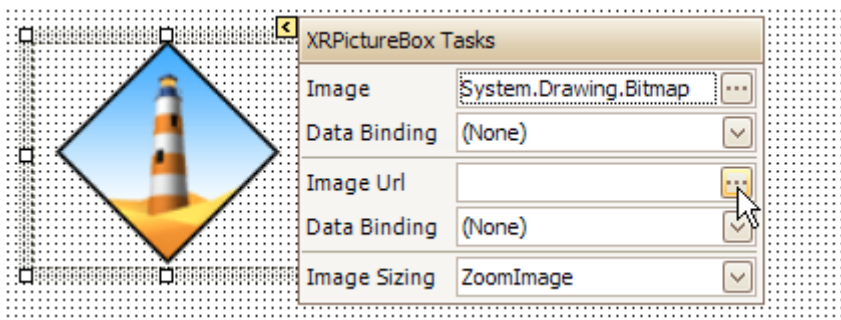 XRPictureBox Tasks
Image System.Drawing.Bitmap
Data Binding (None)
Image Url
Data Binding (None)
Image Sizing ZoomImage